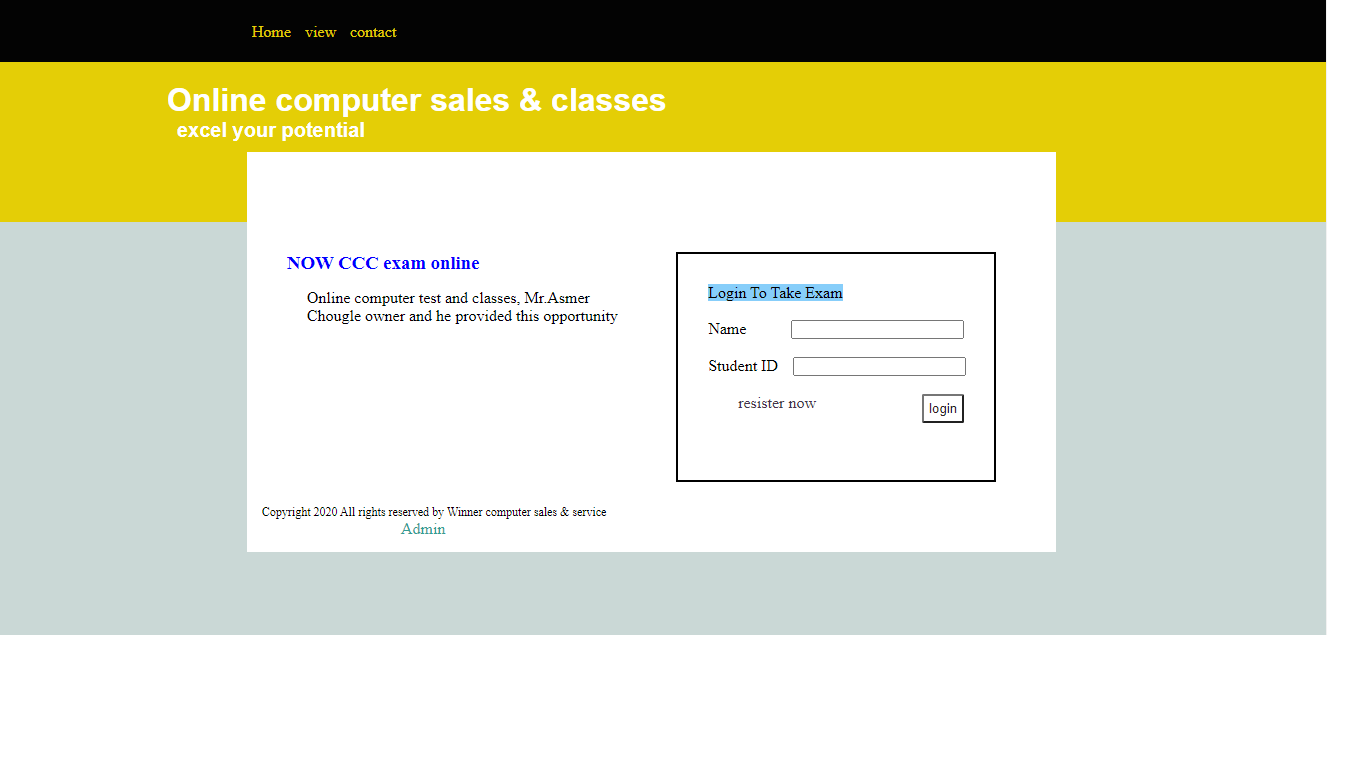 Home view contact
Online computer sales & classes
excel your potential
NOW CCC exam online
Online computer test and classes, Mr.Asmer
Chougle owner and he provided this opportunity
Login To Take Exam
Name
Student ID
resister now
login
Copyright 2020 All rights reserved by Winner computer sales & service
Admin